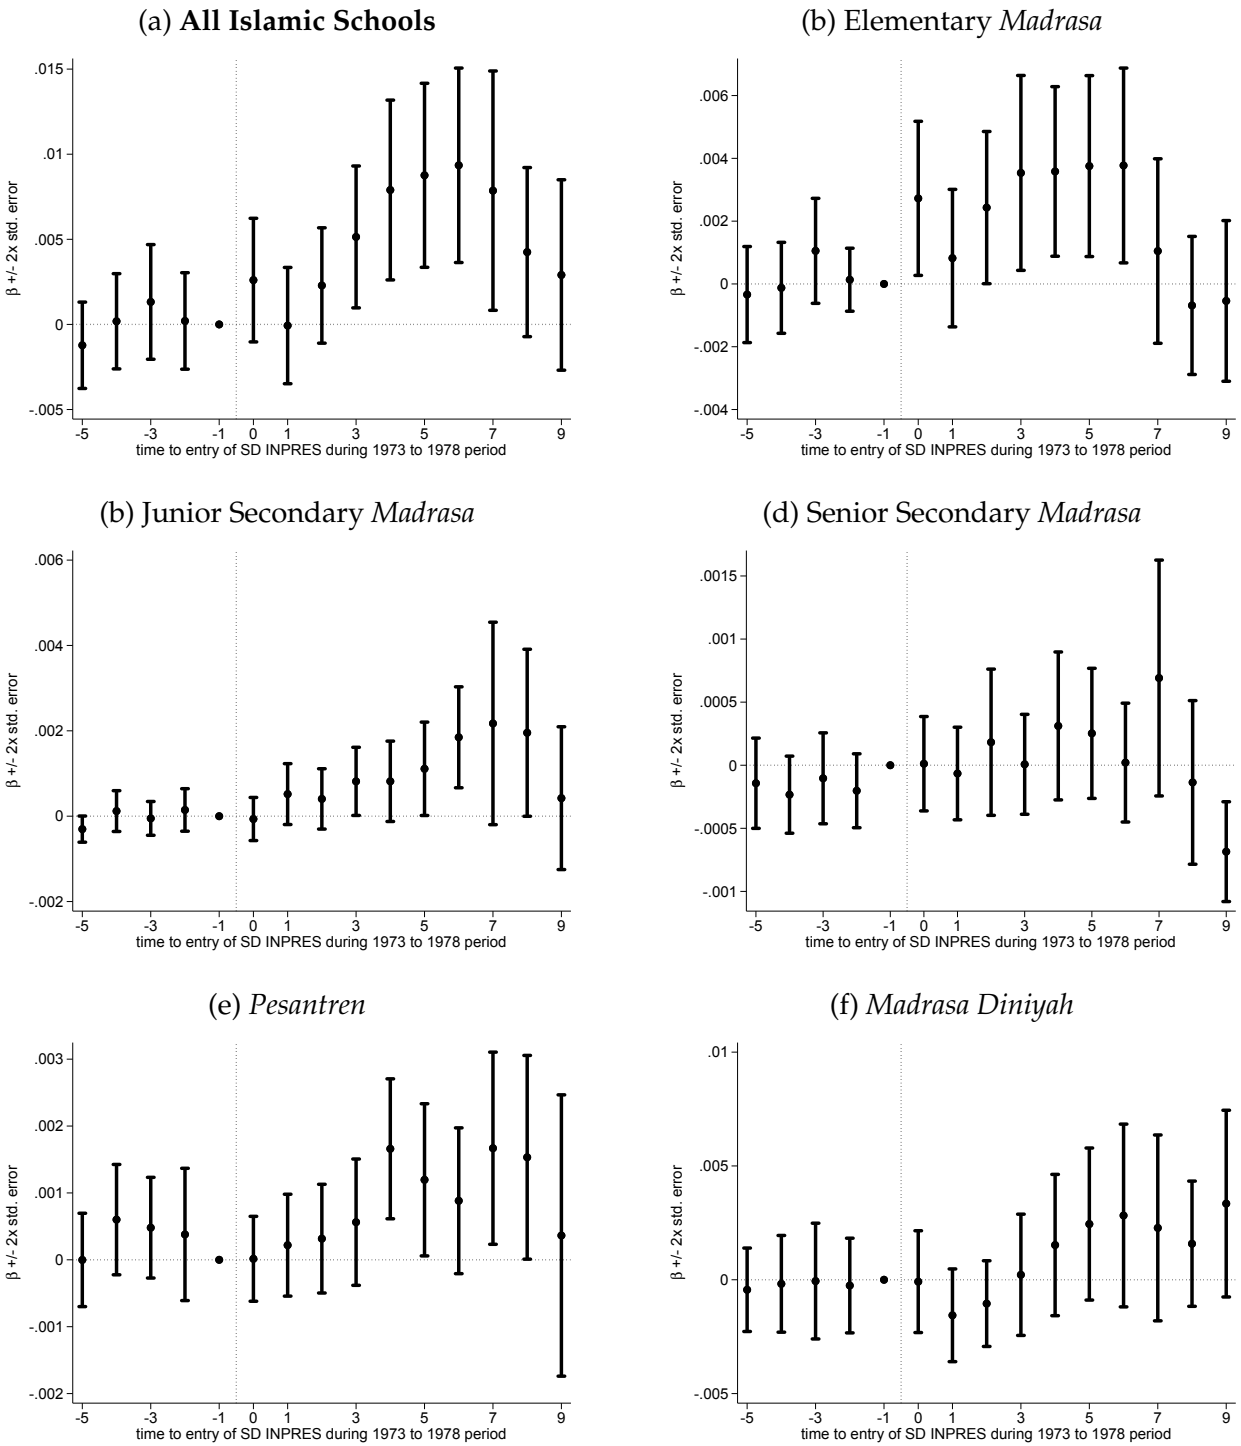 (a) All Islamic Schools
.015
.01
.005
0
-.005
β +/- 2x std. error
-5 -3 -1 0 1 3 5 7 9
time to entry of SD INPRES during 1973 to 1978 period
(b) Elementary Madrasa
.006
.004
.002
0
-.002
-.004
β +/- 2x std. error
-5 -3 -1 0 1 3 5 7 9
time to entry of SD INPRES during 1973 to 1978 period
(b) Junior Secondary Madrasa
.006
.004
.002
0
-.002
β +/- 2x std. error
-5 -3 -1 0 1 3 5 7 9
time to entry of SD INPRES during 1973 to 1978 period
(d) Senior Secondary Madrasa
.0015
.001
.0005
0
-.0005
-.001
β +/- 2x std. error
-5 -3 -1 0 1 3 5 7 9
time to entry of SD INPRES during 1973 to 1978 period
(e) Pesantren
.003
.002
.001
0
-.001
-.002
β +/- 2x std. error
-5 -3 -1 0 1 3 5 7 9
time to entry of SD INPRES during 1973 to 1978 period
(f) Madrasa Diniyah
.01
.005
0
-.005
β +/- 2x std. error
-5 -3 -1 0 1 3 5 7 9
time to entry of SD INPRES during 1973 to 1978 period